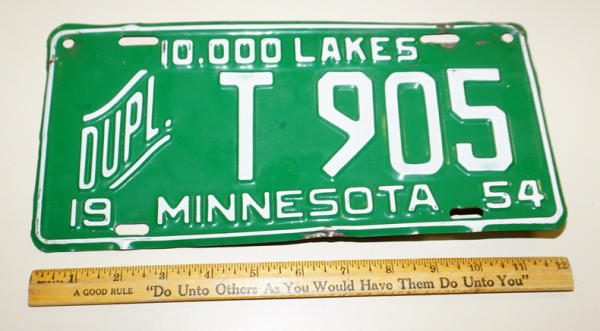 10.000 LAKES
DUPL. T 905
19 MINNESOTA 54
1 2 3 4 5 6 7 8 9 10 11 12
A GOOD RULE "Do Unto Others As You Would Have Them Do Unto You"